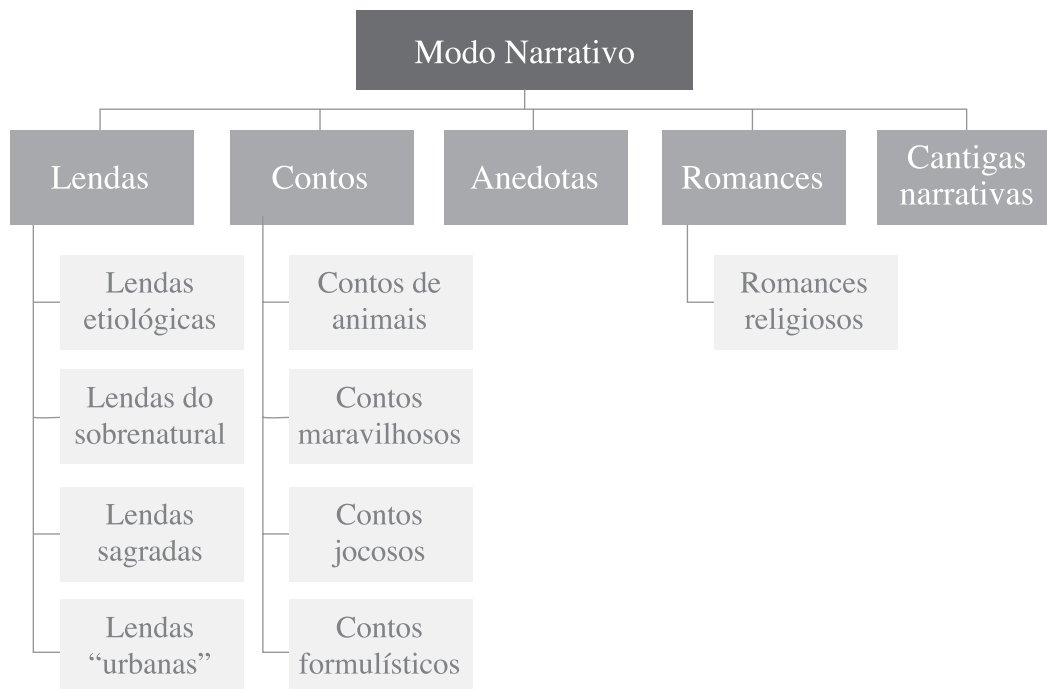 Modo Narrativo
Lendas
Contos
Anedotas
Romances
Cantigas
narrativas
Lendas
etiológicas
Lendas do
sobrenatural
Lendas
sagradas
Lendas
“urbanas”
Contos de
animais
Contos
maravilhosos
Contos
jocosos
Contos
formulísticos
Romances
religiosos